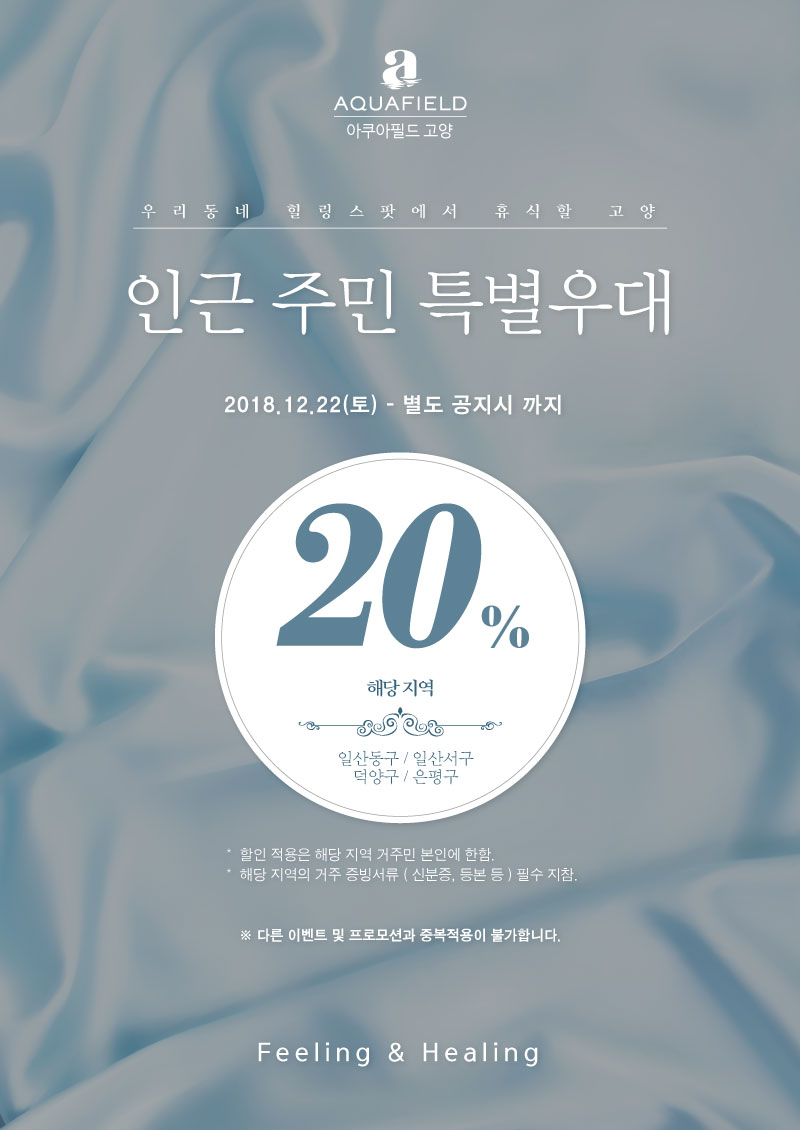 a
AQUAFIELD
아쿠아필드 고양
우리동네 힐링스팟에서 휴식할 고양
인근 주민 특별우대
2018.12.22(토) - 별도 공지시 까지
20%
해당 지역
일산동구 / 일산서구
덕양구 / 은평구
* 할인 적용은 해당 지역 거주민 본인에 한함.
* 해당 지역의 거주 증빙서류 ( 신분증, 등본 등 ) 필수 지참.
※ 다른 이벤트 및 프로모션과 중복적용이 불가합니다.
Feeling & Healing